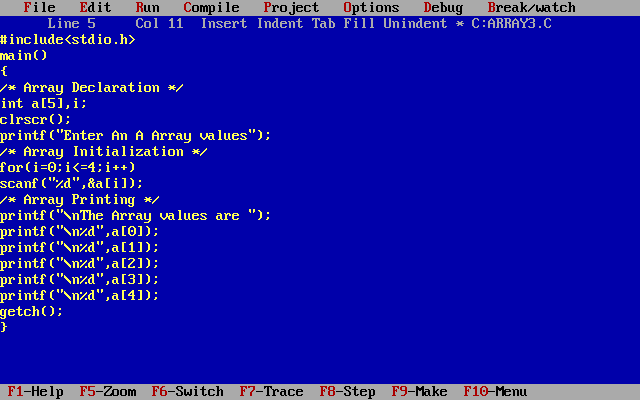 File Edit Run Compile Project Options Debug Break/watch
Line 5 Col 11 Insert Indent Tab Fill Unindent * C:ARRAY3.C
#include<stdio.h>
main()
{
/* Array Declaration */
int a[5],i;
clrscr();
printf("Enter An A Array values");
/* Array Initialization */
for(i=0;i<=4;i++)
scanf("%d",&a[i]);
/* Array Printing */
printf("\nThe Array values are ");
printf("\n%d",a[0]);
printf("\n%d",a[1]);
printf("\n%d",a[2]);
printf("\n%d",a[3]);
printf("\n%d",a[4]);
getch();
}
F1-Help F5-Zoom F6-Switch F7-Trace F8-Step F9-Make F10-Menu